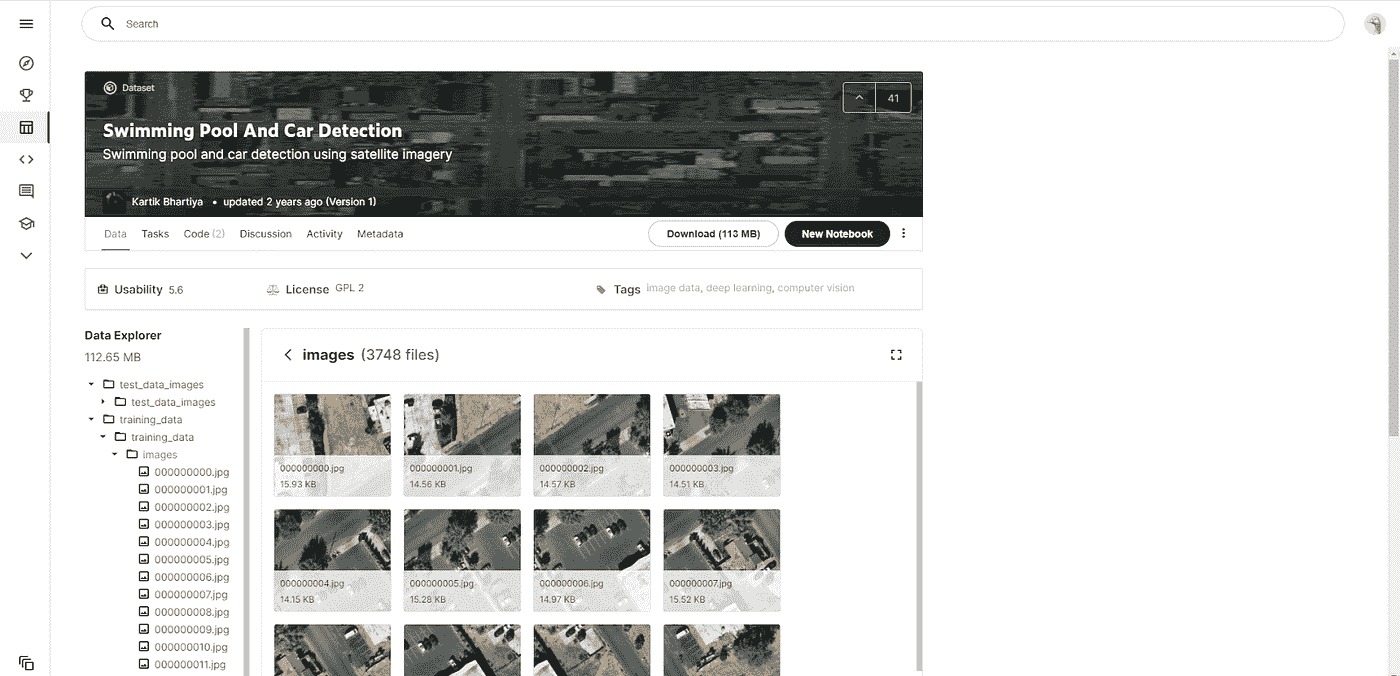 Search
Dataset
41
Swimming Pool And Car Detection
Swimming pool and car detection using satellite imagery
Kartik Bhartiya • updated 2 years ago (Version 1)
Data Tasks Code (2) Discussion Activity Metadata Download (113 MB) New Notebook
Usability 5.6 License GPL 2 Tags image data, deep learning, computer vision
Data Explorer
112.65 MB
test_data_images
test_data_images
training_data
training_data
images
000000000.jpg
000000001.jpg
000000002.jpg
000000003.jpg
000000004.jpg
000000005.jpg
000000006.jpg
000000007.jpg
000000008.jpg
000000009.jpg
000000010.jpg
000000011.jpg
images (3748 files)
000000000.jpg 000000001.jpg 000000002.jpg 000000003.jpg
15.93 KB 14.56 KB 14.57 KB 14.51 KB
000000004.jpg 000000005.jpg 000000006.jpg 000000007.jpg
14.15 KB 15.28 KB 14.97 KB 15.52 KB